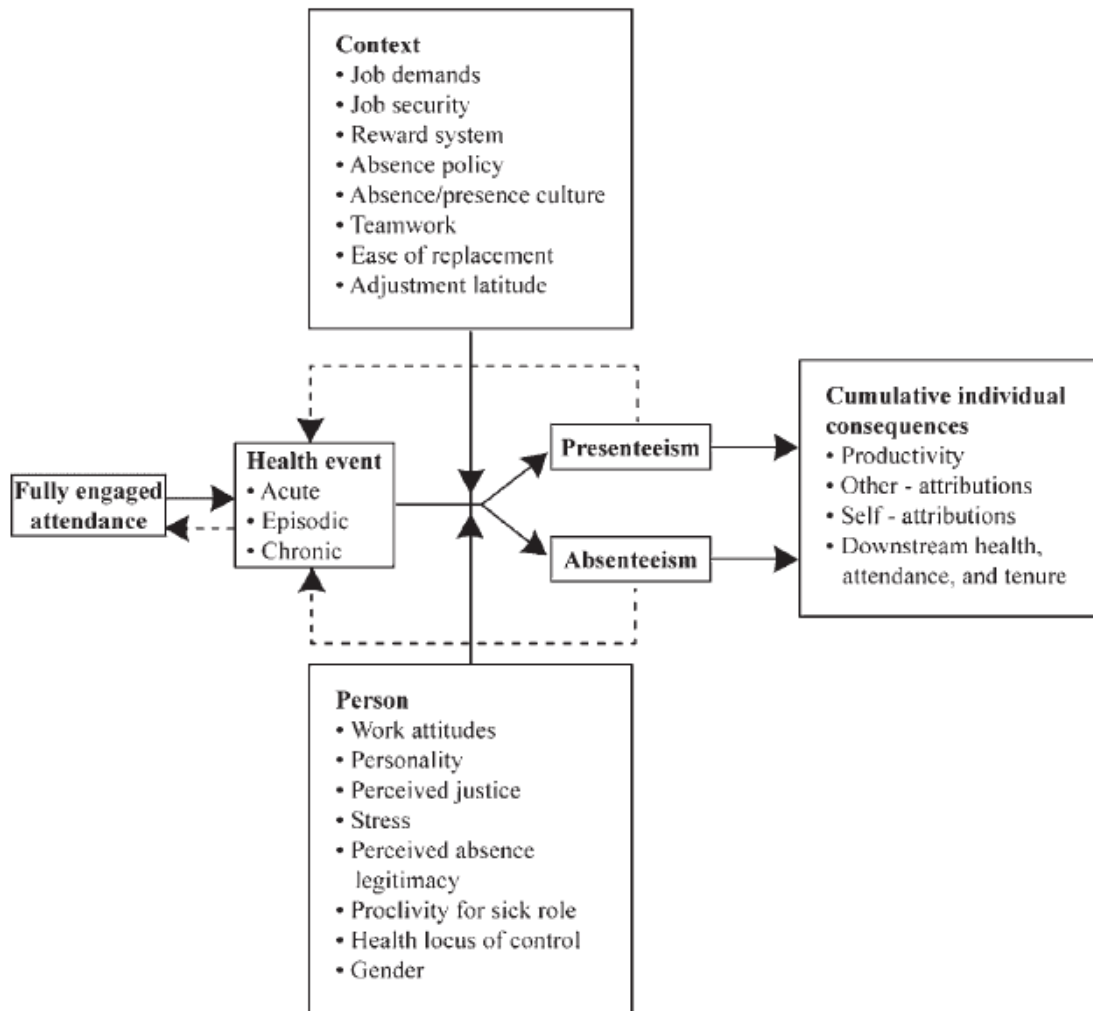 Context
• Job demands
• Job security
• Reward system
• Absence policy
• Absence/presence culture
• Teamwork
• Ease of replacement
• Adjustment latitude
Fully engaged
attendance
Health event
• Acute
• Episodic
• Chronic
Presenteeism
Absenteeism
Cumulative individual
consequences
• Productivity
• Other - attributions
• Self - attributions
• Downstream health,
attendance, and tenure
Person
• Work attitudes
• Personality
• Perceived justice
• Stress
• Perceived absence
legitimacy
• Proclivity for sick role
• Health locus of control
• Gender